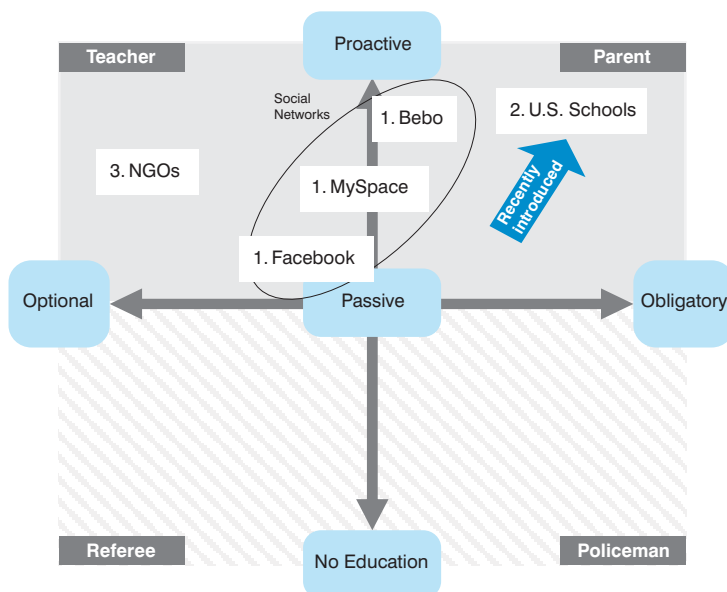 Teacher
Proactive
Parent
Social
Networks
1. Bebo
2. U.S. Schools
3. NGOs
1. MySpace
Recently
introduced
1. Facebook
Optional
Passive
Obligatory
Referee
No Education
Policeman